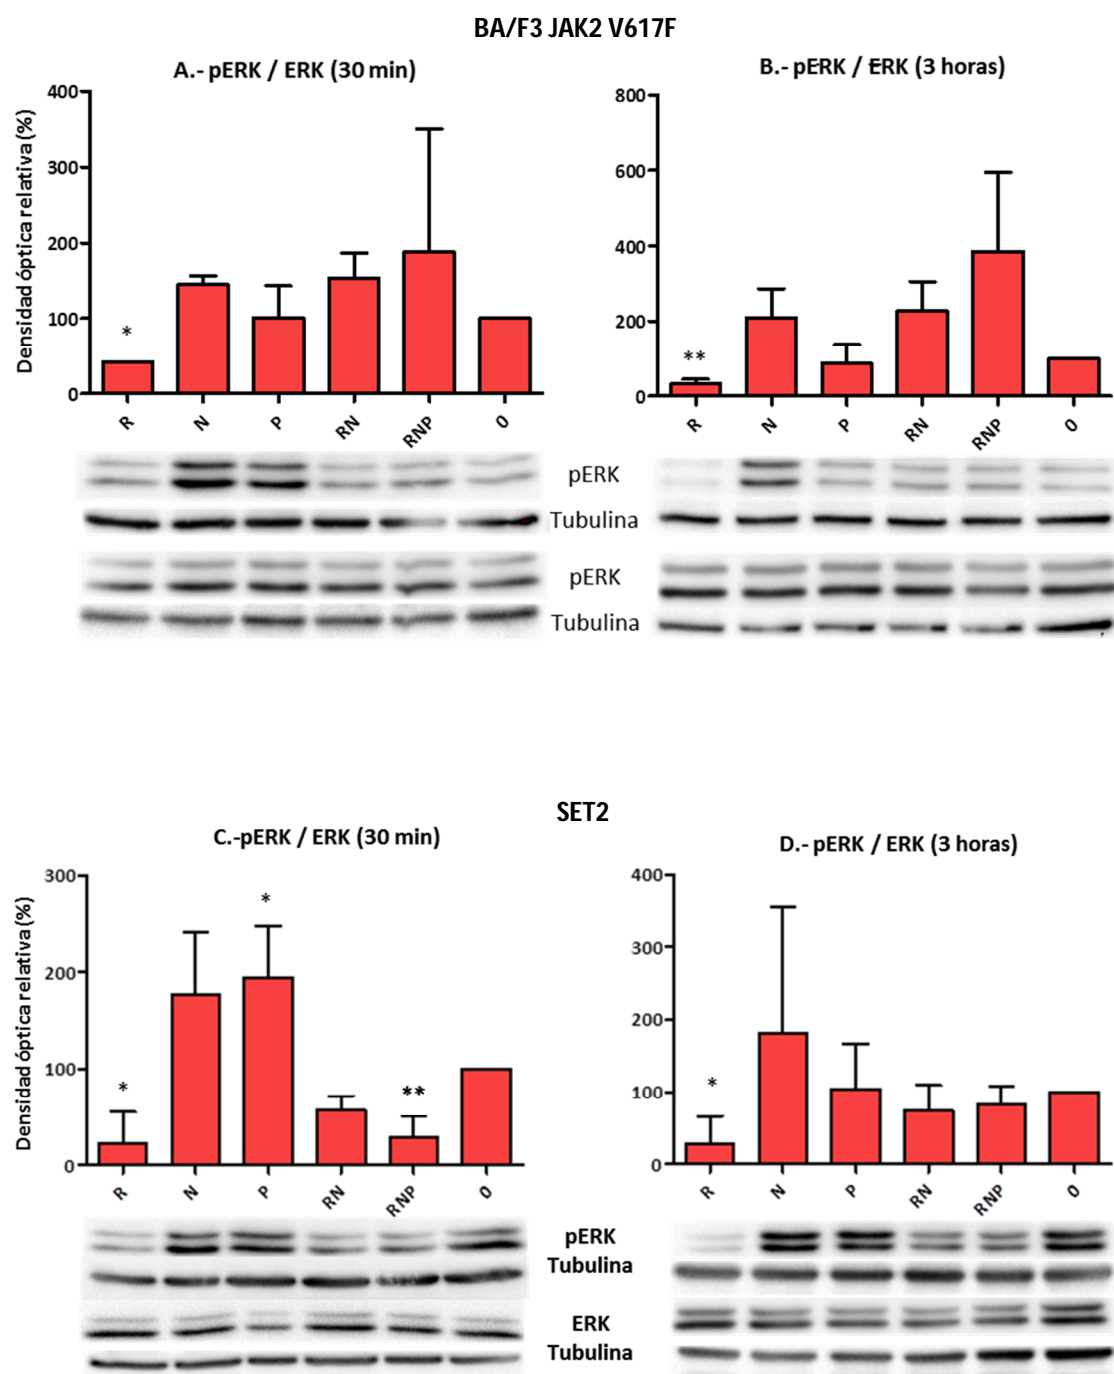 BA/F3 JAK2 V617F
A.- pERK / ERK (30 min)
Densidad óptica relativa (%)
400
300
200
100
0
*
R
N
P
RN
RNP
0
B.- pERK / ERK (3 horas)
800
600
400
200
0
**
R
N
P
RN
RNP
0
pERK
Tubulina
pERK
Tubulina
SET2
C.-pERK / ERK (30 min)
Densidad óptica relativa (%)
300
200
100
0
*
*
**
R
N
P
RN
RNP
0
D.- pERK / ERK (3 horas)
400
300
200
100
0
*
R
N
P
RN
RNP
0
pERK
Tubulina
ERK
Tubulina